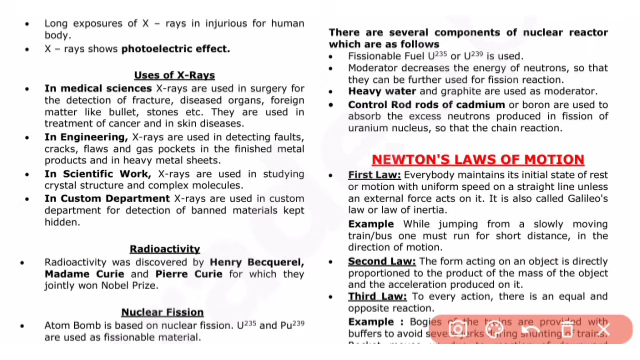 • Long exposures of X – rays in injurious for human
body.
• X – rays shows photoelectric effect.
Uses of X-Rays
• In medical sciences X-rays are used in surgery for
the detection of fracture, diseased organs, foreign
matter like bullet, stones etc. They are used in
treatment of cancer and in skin diseases.
• In Engineering, X-rays are used in detecting faults,
cracks, flaws and gas pockets in the finished metal
products and in heavy metal sheets.
• In Scientific Work, X-rays are used in studying
crystal structure and complex molecules.
• In Custom Department X-rays are used in custom
department for detection of banned materials kept
hidden.
Radioactivity
• Radioactivity was discovered by Henry Becquerel,
Madame Curie and Pierre Curie for which they
jointly won Nobel Prize.
Nuclear Fission
• Atom Bomb is based on nuclear fission. U²³⁵ and Pu²³⁹
are used as fissionable material.
There are several components of nuclear reactor
which are as follows
• Fissionable Fuel U²³⁵ or U²³⁹ is used.
• Moderator decreases the energy of neutrons, so that
they can be further used for fission reaction.
• Heavy water and graphite are used as moderator.
• Control Rod rods of cadmium or boron are used to
absorb the excess neutrons produced in fission of
uranium nucleus, so that the chain reaction.
NEWTON'S LAWS OF MOTION
• First Law: Everybody maintains its initial state of rest
or motion with uniform speed on a straight line unless
an external force acts on it. It is also called Galileo's
law or law of inertia.
Example While jumping from a slowly moving
train/bus one must run for short distance, in the
direction of motion.
• Second Law: The form acting on an object is directly
proportioned to the product of the mass of the object
and the acceleration produced on it.
• Third Law: To every action, there is an equal and
opposite reaction.
Example : Bogies of the trains are provided with
buffers to avoid during shunting of trains.